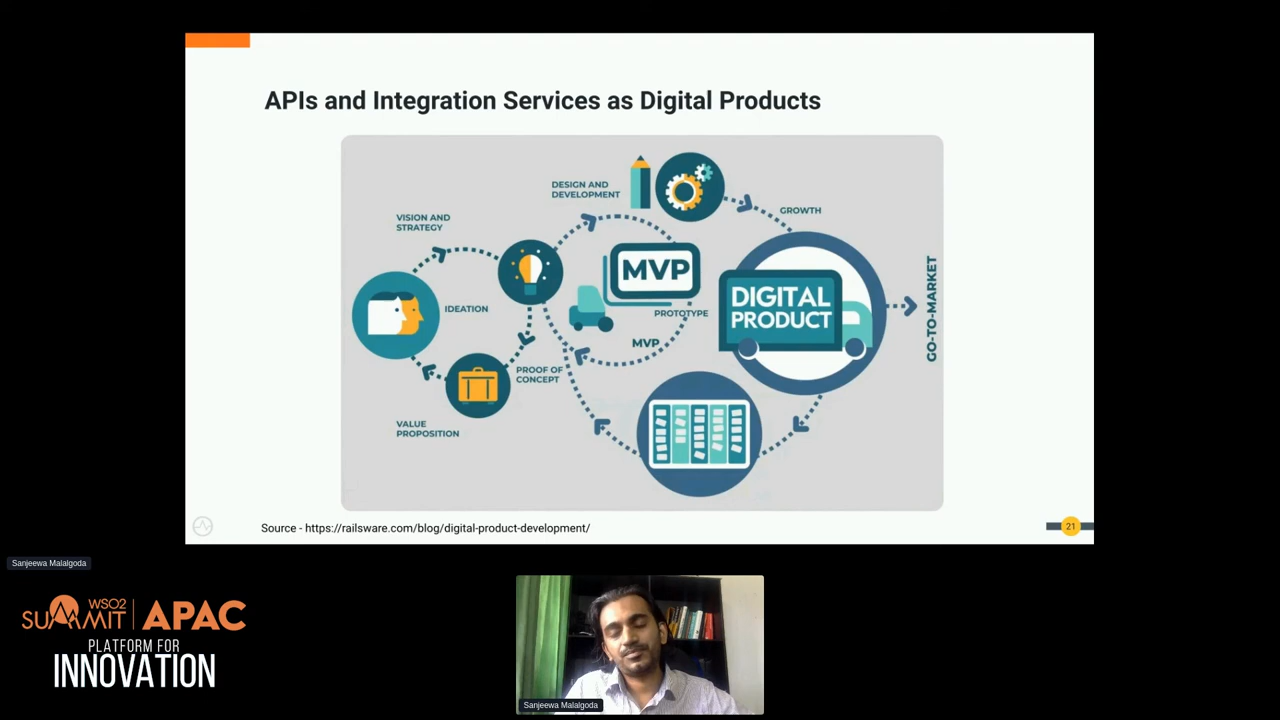 APIs and Integration Services as Digital Products
DESIGN AND
DEVELOPMENT
GROWTH
VISION AND
STRATEGY
MVP
IDEATION
PROTOTYPE
DIGITAL
PRODUCT
GO-TO-MARKET
MVP
PROOF OF
CONCEPT
VALUE
PROPOSITION
Source - https://railsware.com/blog/digital-product-development/
21
Sanjeewa Malalgoda
WSO2
SUMMIT APAC
PLATFORM FOR
INNOVATION
Sanjeewa Malalgoda